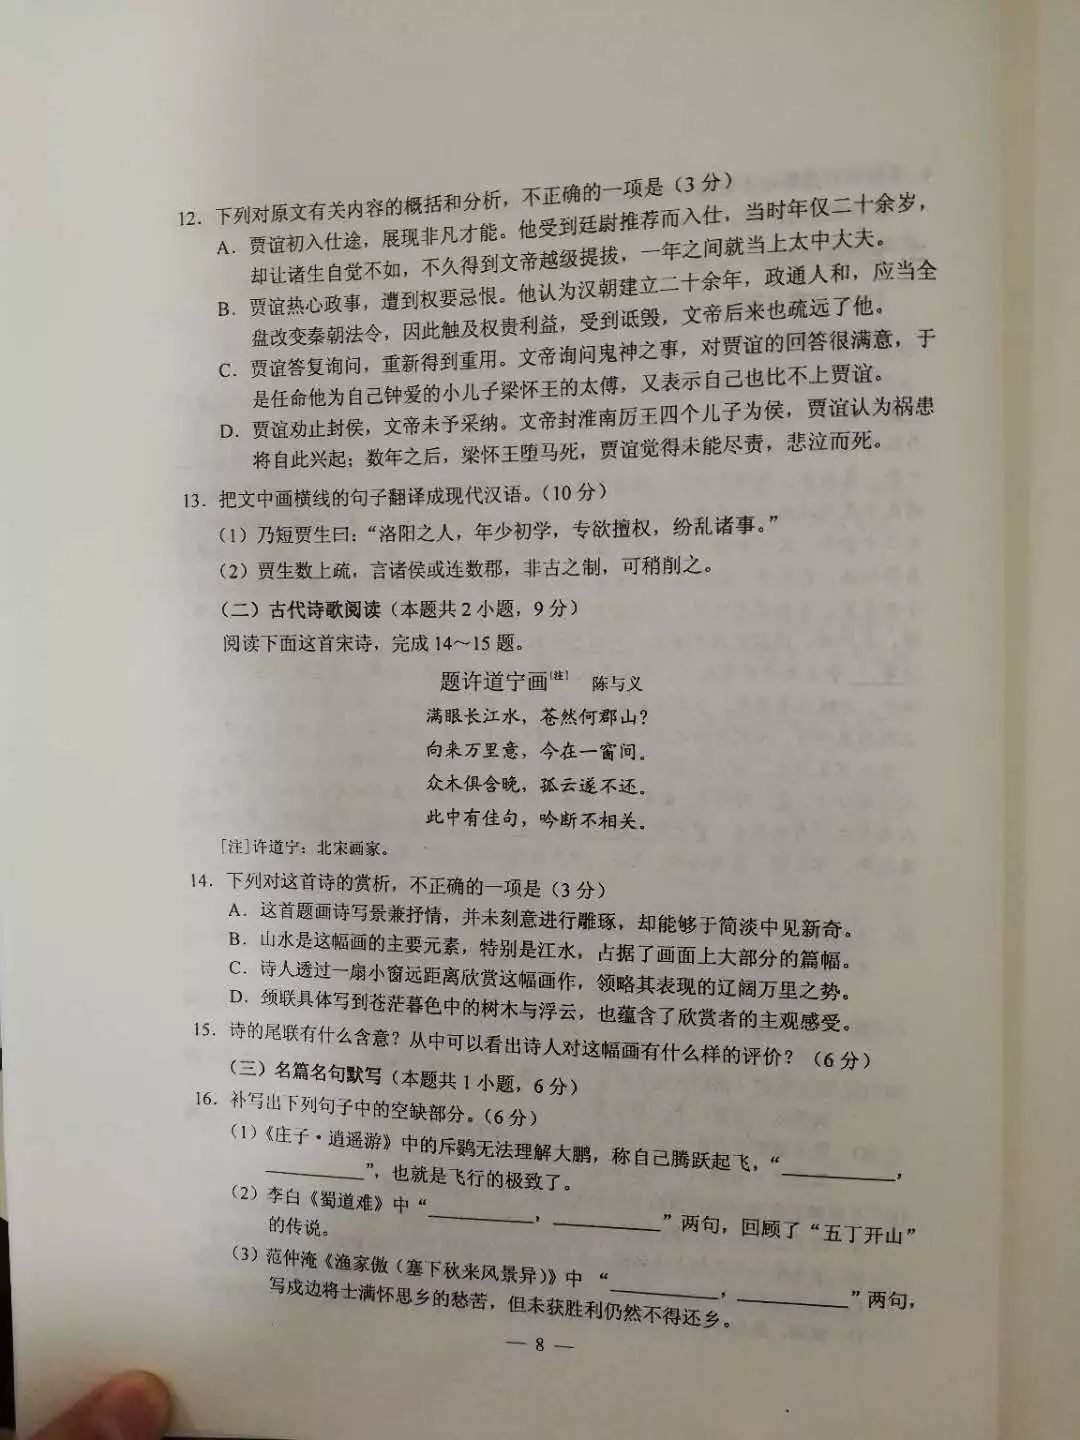 12．下列对原文有关内容的概括和分析，不正确的一项是（3 分）
A．贾谊初入仕途，展现非凡才能。他受到廷尉推荐而入仕，当时年仅二十余岁，
却让诸生自觉不如，不久得到文帝越级提拔，一年之间就当上太中大夫。
B．贾谊热心政事，遭到权要忌恨。他认为汉朝建立二十余年，政通人和，应当全
盘改变秦朝法令，因此触及权贵利益，受到诋毁，文帝后来也疏远了他。
C．贾谊答复询问，重新得到重用。文帝询问鬼神之事，对贾谊的回答很满意，于
是任命他为自己钟爱的小儿子梁怀王的太傅，又表示自己也比不上贾谊。
D．贾谊劝止封侯，文帝未予采纳。文帝封淮南厉王四个儿子为侯，贾谊认为祸患
将自此兴起；数年之后，梁怀王堕马死，贾谊觉得未能尽责，悲泣而死。
13．把文中画横线的句子翻译成现代汉语。（10 分）
（1）乃短贾生曰：“洛阳之人，年少初学，专欲擅权，纷乱诸事。”
（2）贾生数上疏，言诸侯或连数郡，非古之制，可稍削之。
（二）古代诗歌阅读（本题共 2 小题，9 分）
阅读下面这首宋诗，完成 14～15 题。
题许道宁画[注] 陈与义
满眼长江水，苍然何郡山？
向来万里意，今在一窗间。
众木俱含晚，孤云遂不还。
此中有佳句，吟断不相关。
[注]许道宁：北宋画家。
14．下列对这首诗的赏析，不正确的一项是（3 分）
A．这首题画诗写景兼抒情，并未刻意进行雕琢，却能够于简淡中见新奇。
B．山水是这幅画的主要元素，特别是江水，占据了画面上大部分的篇幅。
C．诗人透过一扇小窗远距离欣赏这幅画作，领略其表现的辽阔万里之势。
D．颈联具体写到苍茫暮色中的树木与浮云，也蕴含了欣赏者的主观感受。
15．诗的尾联有什么含意？从中可以看出诗人对这幅画有什么样的评价？（6 分）
（三）名篇名句默写（本题共 1 小题，6 分）
16．补写出下列句子中的空缺部分。（6 分）
（1）《庄子·逍遥游》中的斥鴳无法理解大鹏，称自己腾跃起飞，“__________，
__________”，也就是飞行的极致了。
（2）李白《蜀道难》中“__________，__________”两句，回顾了“五丁开山”
的传说。
（3）范仲淹《渔家傲（塞下秋来风景异）》中 “__________，__________”两句，
写戍边将士满怀思乡的愁苦，但未获胜利仍然不得还乡。
— 8 —